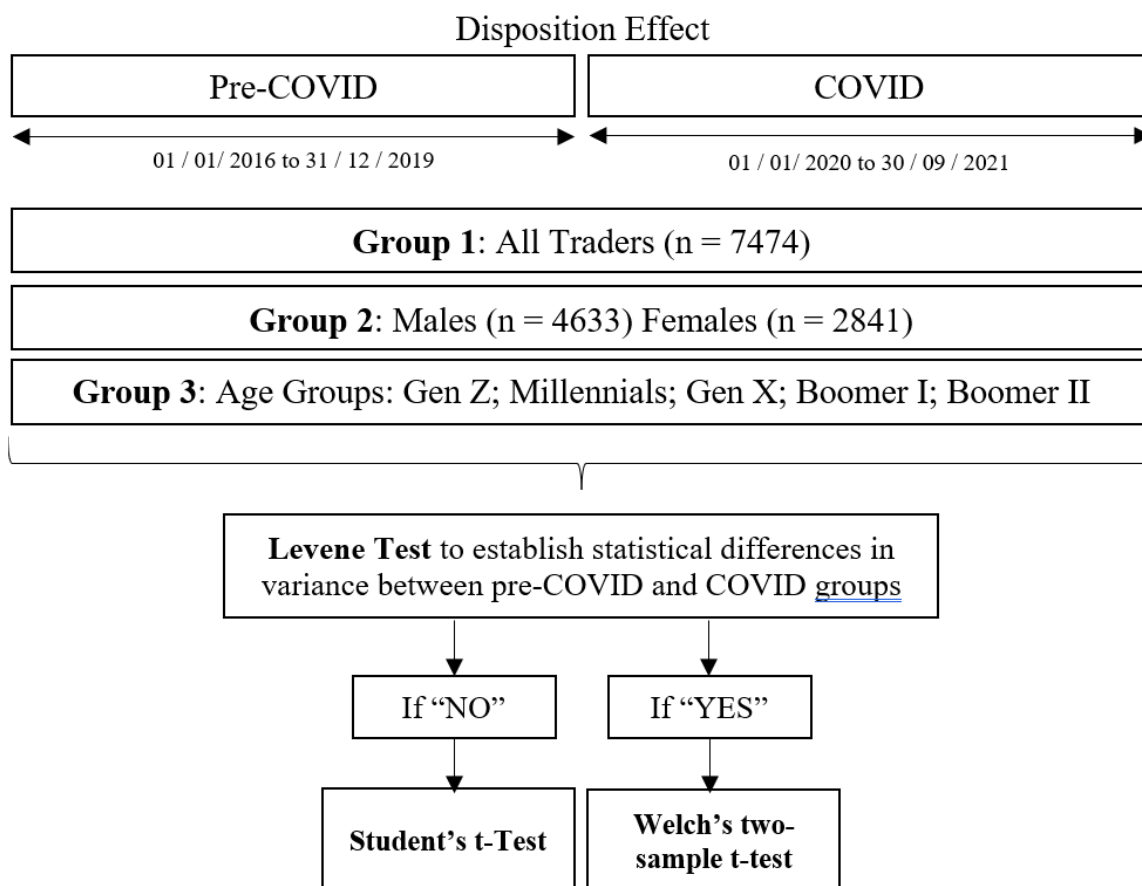 Disposition Effect
Pre-COVID
COVID
01 / 01/ 2016 to 31 / 12 / 2019
01 / 01/ 2020 to 30 / 09 / 2021
Group 1: All Traders (n = 7474)
Group 2: Males (n = 4633) Females (n = 2841)
Group 3: Age Groups: Gen Z; Millennials; Gen X; Boomer I; Boomer II
Levene Test to establish statistical differences in
variance between pre-COVID and COVID groups
If “NO”
If “YES”
Student’s t-Test
Welch’s two-
sample t-test